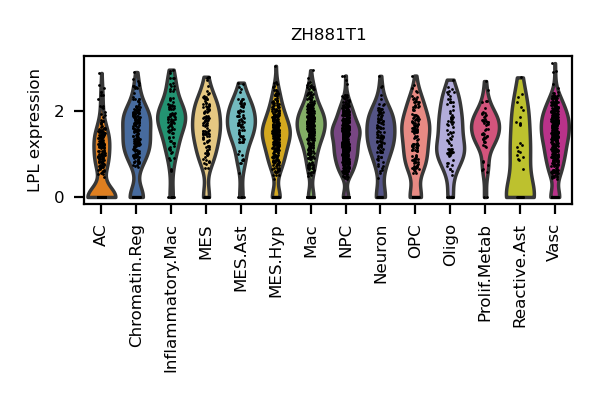 ZH881T1
LPL expression
2
0
AC
Chromatin.Reg
Inflammatory.Mac
MES
MES.Ast
MES.Hyp
Mac
NPC
Neuron
OPC
Oligo
Prolif.Metab
Reactive.Ast
Vasc